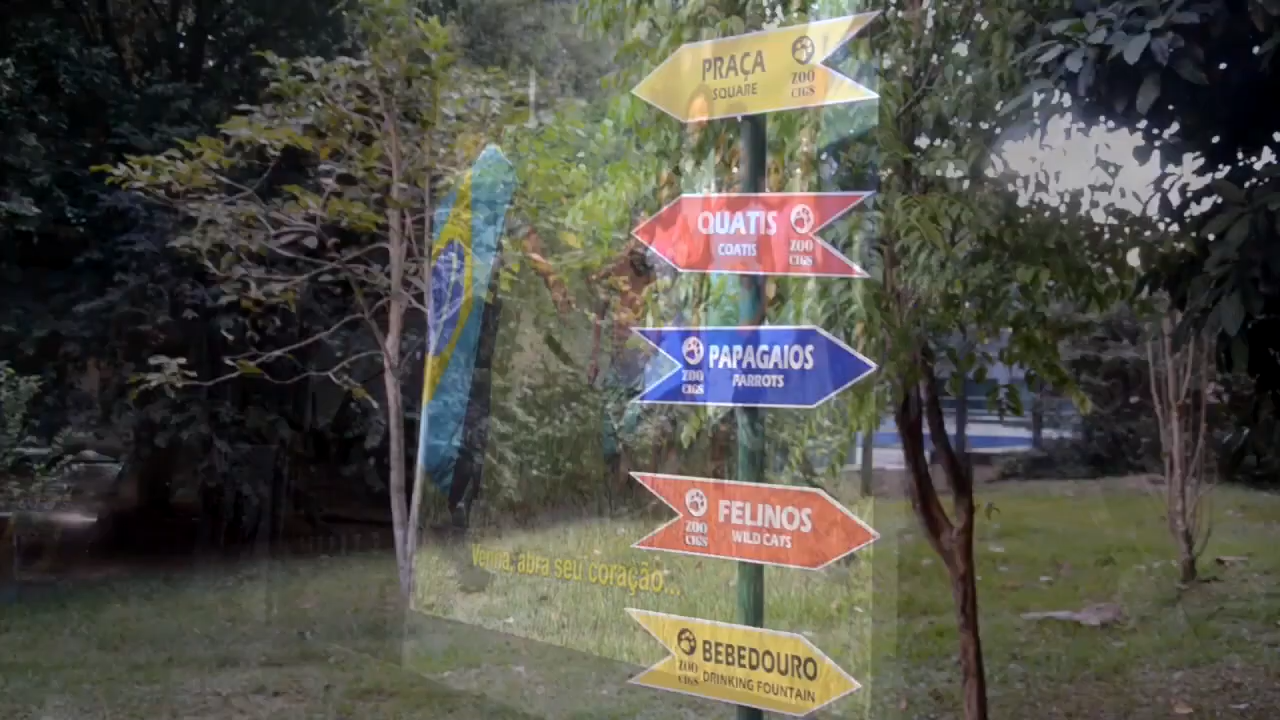 PRAÇA
SQUARE
ZOO
CIGS
QUATIS
COATIS
ZOO
CIGS
ZOO
CIGS
PAPAGAIOS
PARROTS
ZOO
CIGS
FELINOS
WILD CATS
Venha, abra seu coração...
ZOO
CIGS
BEBEDOURO
DRINKING FOUNTAIN